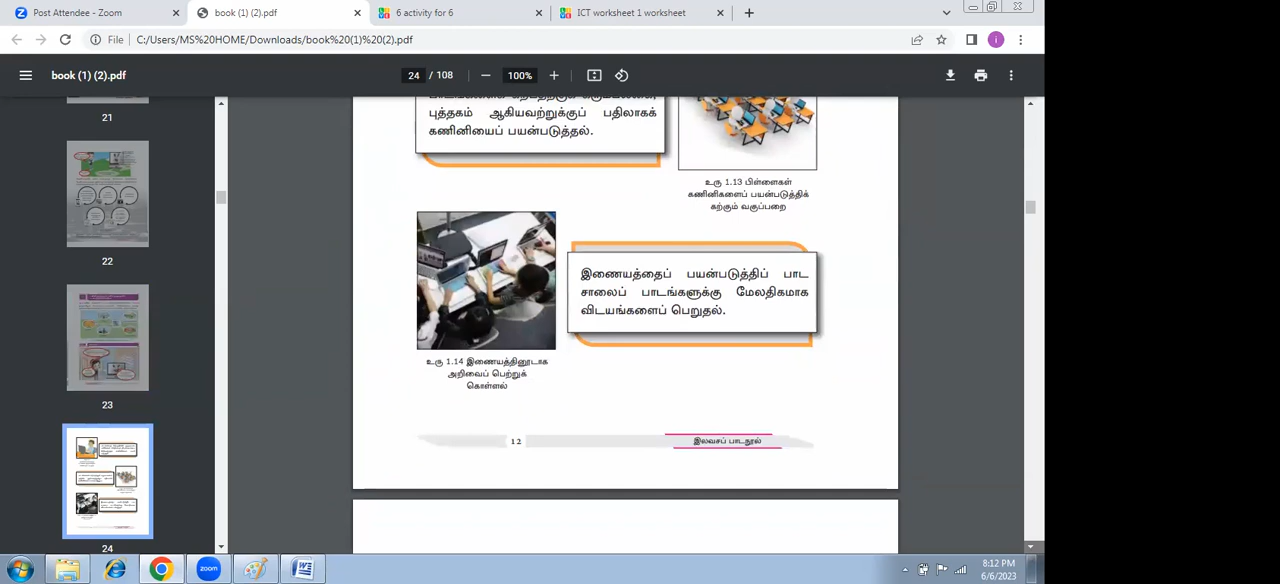 Post Attendee - Zoom
book (1) (2).pdf
6 activity for 6
ICT worksheet 1 worksheet
File
C:/Users/MS%20HOME/Downloads/book%20(1)%20(2).pdf
i
book (1) (2).pdf
24 / 108
100%
21
22
23
24
புத்தகம் ஆகியவற்றுக்குப் பதிலாகக்
கணினியைப் பயன்படுத்தல்.
உரு 1.13 பிள்ளைகள்
கணினிகளைப் பயன்படுத்திக்
கற்கும் வகுப்பறை
இணையத்தைப் பயன்படுத்திப் பாட
சாலைப் பாடங்களுக்கு மேலதிகமாக
விடயங்களைப் பெறுதல்.
உரு 1.14 இணையத்தினூடாக
அறிவைப் பெற்றுக்
கொள்ளல்
12
இலவசப் பாடநூல்
zoom
8:12 PM
6/6/2023